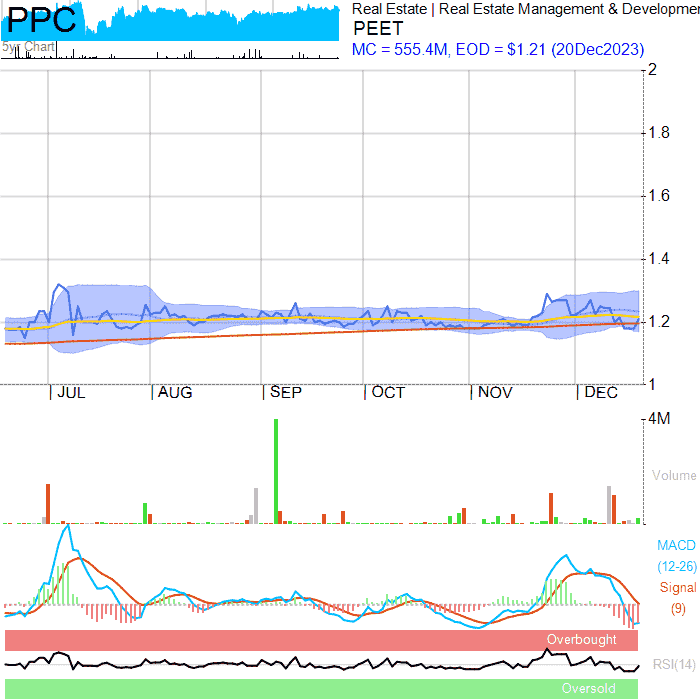 PPC
5yr Chart
Real Estate | Real Estate Management & Developmen
PEET
MC = 555.4M, EOD = $1.21 (20Dec2023)
2
1.8
1.6
1.4
1.2
1
JUL AUG SEP OCT NOV DEC
4M
Volume
MACD
(12-26)
Signal
(9)
Overbought
RSI(14)
Oversold